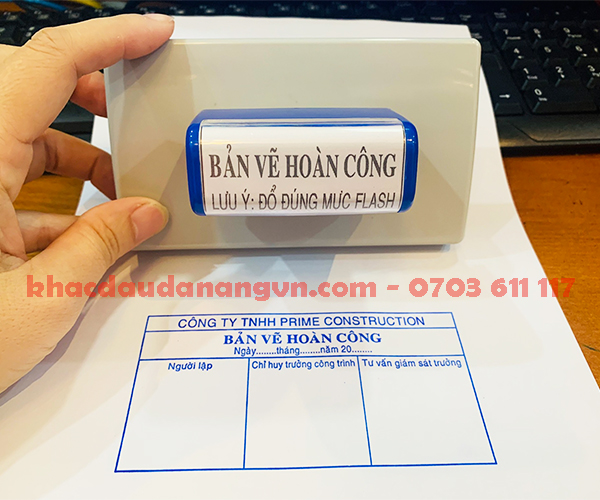 BẢN VẼ HOÀN CÔNG
LƯU Ý: ĐỔ ĐÚNG MỰC FLASH
khacdaudanangvn.com - 0703 611 117
CÔNG TY TNHH PRIME CONSTRUCTION
BẢN VẼ HOÀN CÔNG
Ngày........tháng........năm 20........
Người lập Chỉ huy trưởng công trình Tư vấn giám sát trưởng